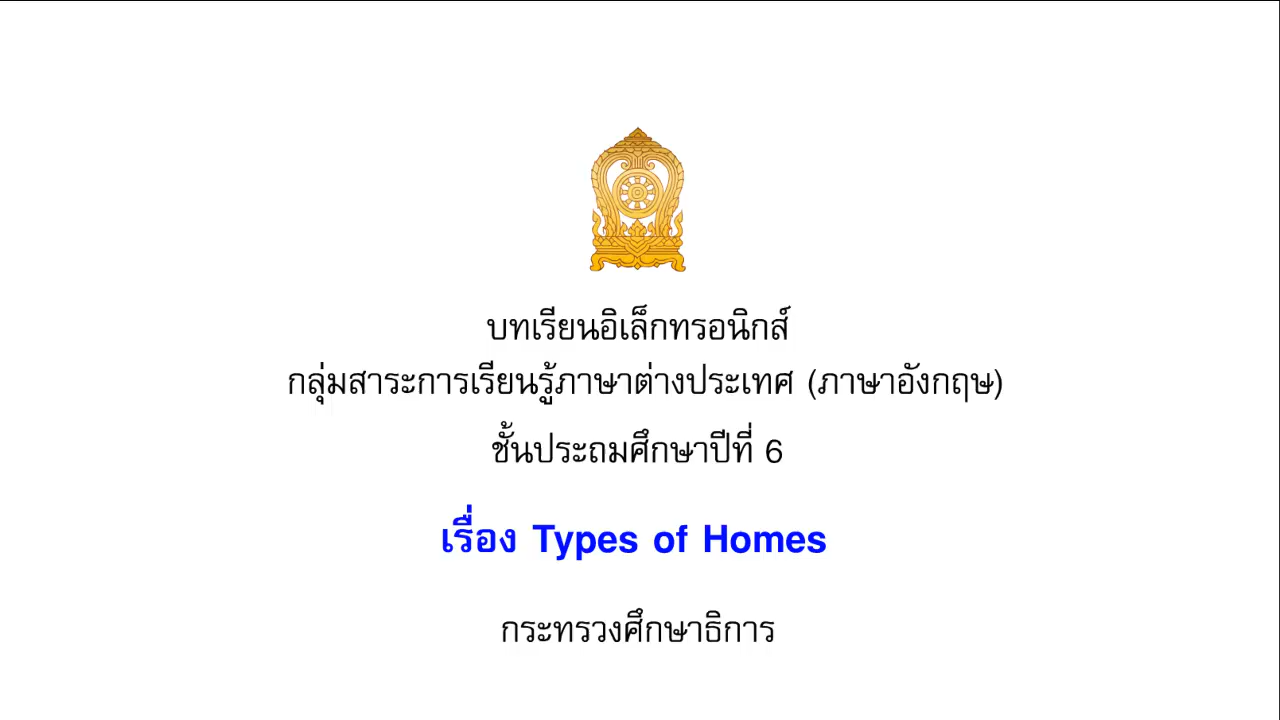 บทเรียนอิเล็กทรอนิกส์
กลุ่มสาระการเรียนรู้ภาษาต่างประเทศ (ภาษาอังกฤษ)
ชั้นประถมศึกษาปีที่ 6
เรื่อง Types of Homes
กระทรวงศึกษาธิการ